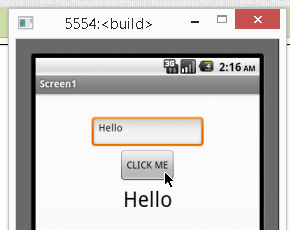 5554:<build>
3G 2:16 AM
Screen1
Hello
CLICK ME
Hello